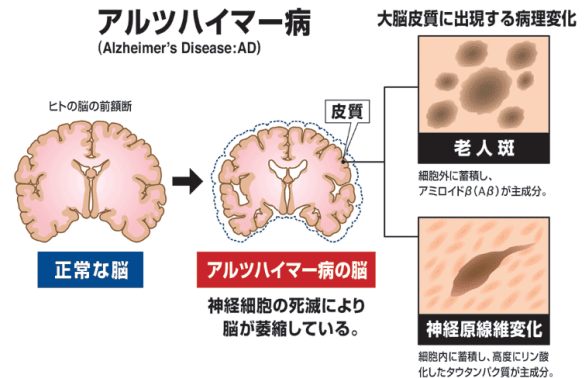 アルツハイマー病
(Alzheimer's Disease:AD)
ヒトの脳の前額断
皮質
正常な脳
アルツハイマー病の脳
神経細胞の死滅により
脳が萎縮している。
大脳皮質に出現する病理変化
老人斑
細胞外に蓄積し、
アミロイドβ(Aβ)が主成分。
神経原線維変化
細胞内に蓄積し、高度にリン酸
化したタウタンパク質が主成分。